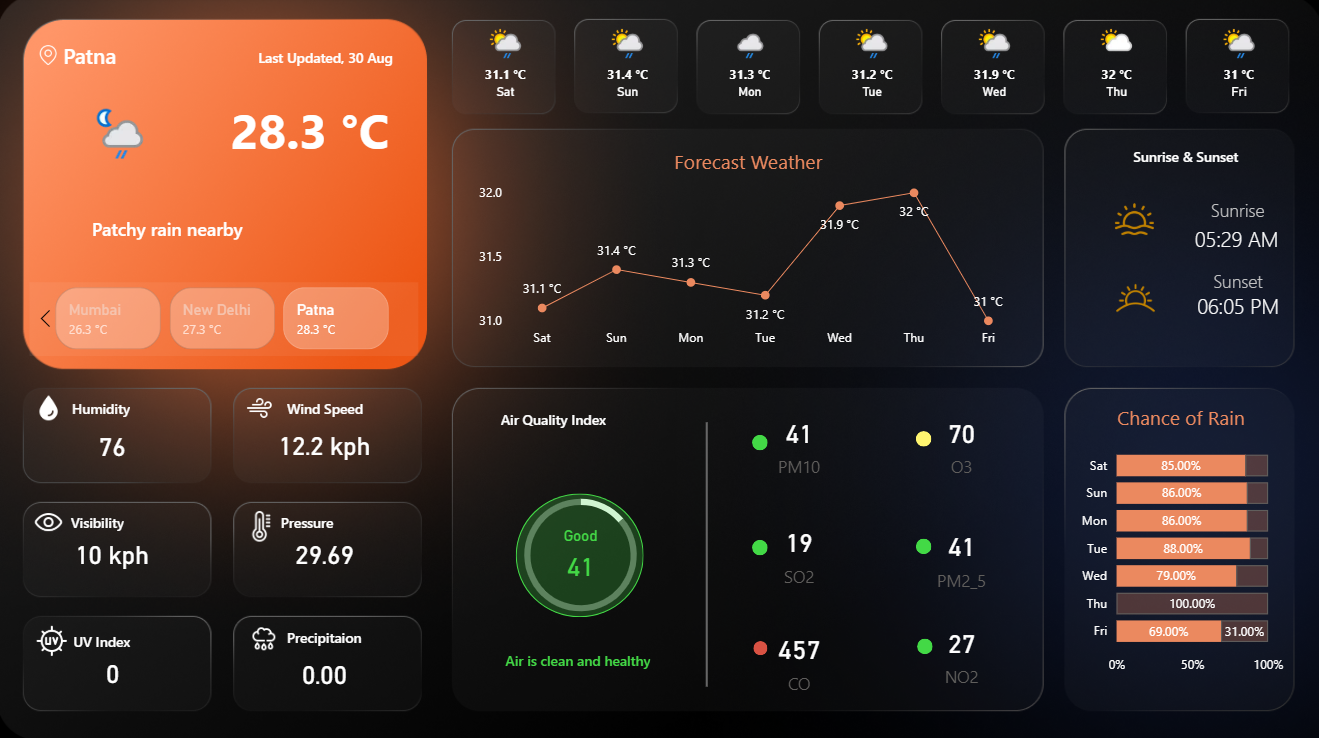 Patna
Last Updated, 30 Aug
28.3 °C
Patchy rain nearby
Mumbai
26.3 °C
New Delhi
27.3 °C
Patna
28.3 °C
31.1 °C
Sat
31.4 °C
Sun
31.3 °C
Mon
31.2 °C
Tue
31.9 °C
Wed
32 °C
Thu
31 °C
Fri
Forecast Weather
32.0
31.5
31.0
31.1 °C
31.4 °C
31.3 °C
31.2 °C
31.9 °C
32 °C
31 °C
Sat
Sun
Mon
Tue
Wed
Thu
Fri
Sunrise & Sunset
Sunrise
05:29 AM
Sunset
06:05 PM
Humidity
76
Wind Speed
12.2 kph
Visibility
10 kph
Pressure
29.69
UV
UV Index
0
Precipitaion
0.00
Air Quality Index
Good
41
Air is clean and healthy
41
PM10
70
O3
19
SO2
41
PM2_5
457
CO
27
NO2
Chance of Rain
Sat 85.00%
Sun 86.00%
Mon 86.00%
Tue 88.00%
Wed 79.00%
Thu 100.00%
Fri 69.00% 31.00%
0% 50% 100%